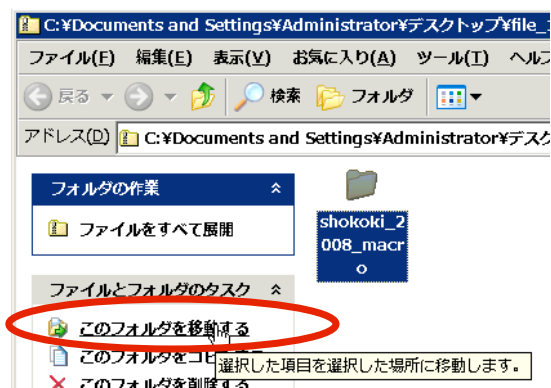 C:¥Documents and Settings¥Administrator¥デスクトップ¥file_
ファイル(F) 編集(E) 表示(V) お気に入り(A) ツール(T) ヘル
戻る 検索 フォルダ
アドレス(D) C:¥Documents and Settings¥Administrator¥デスク
フォルダの作業
ファイルをすべて展開
shokoki_2
008_macr
o
ファイルとフォルダのタスク
このフォルダを移動する
このフォルダをコピ
選択した項目を選択した場所に移動します。
このフォルダを削除する